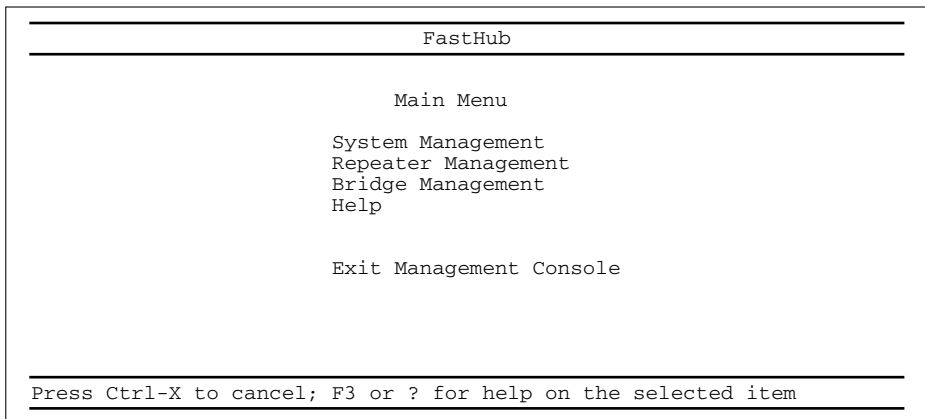 FastHub
Main Menu
System Management
Repeater Management
Bridge Management
Help
Exit Management Console
Press Ctrl-X to cancel; F3 or ? for help on the selected item